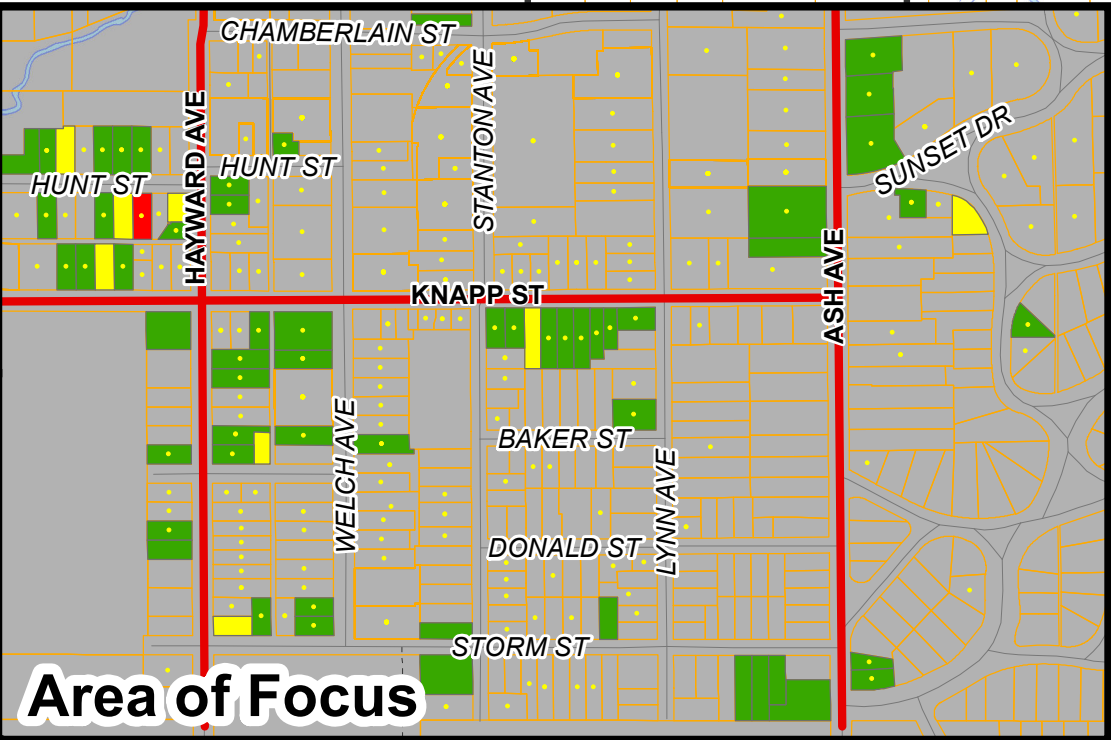 CHAMBERLAIN ST
STANTON AVE
HAYWARD AVE
HUNT ST
HUNT ST
SUNSET DR
ASH AVE
KNAPP ST
WELCH AVE
BAKER ST
LYNN AVE
DONALD ST
STORM ST
Area of Focus